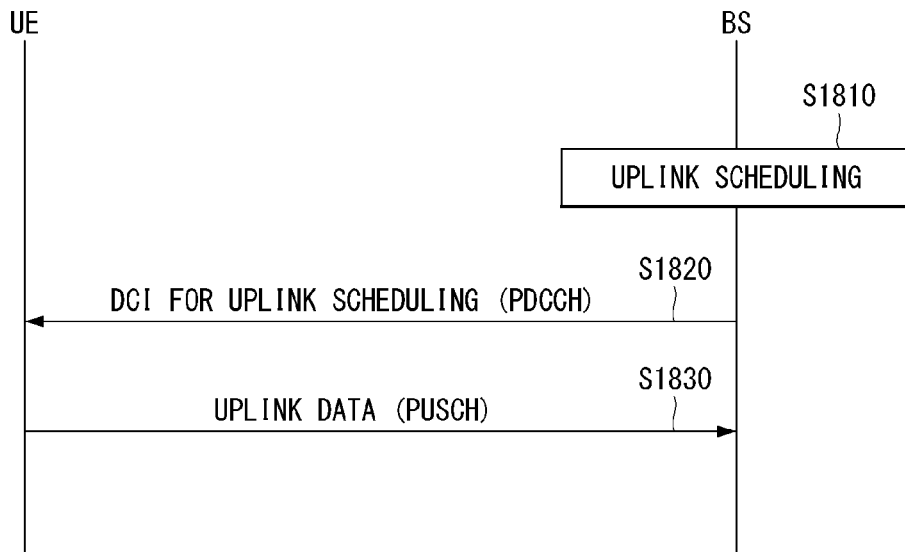 UE
BS
S1810
UPLINK SCHEDULING
S1820
DCI FOR UPLINK SCHEDULING (PDCCH)
S1830
UPLINK DATA (PUSCH)